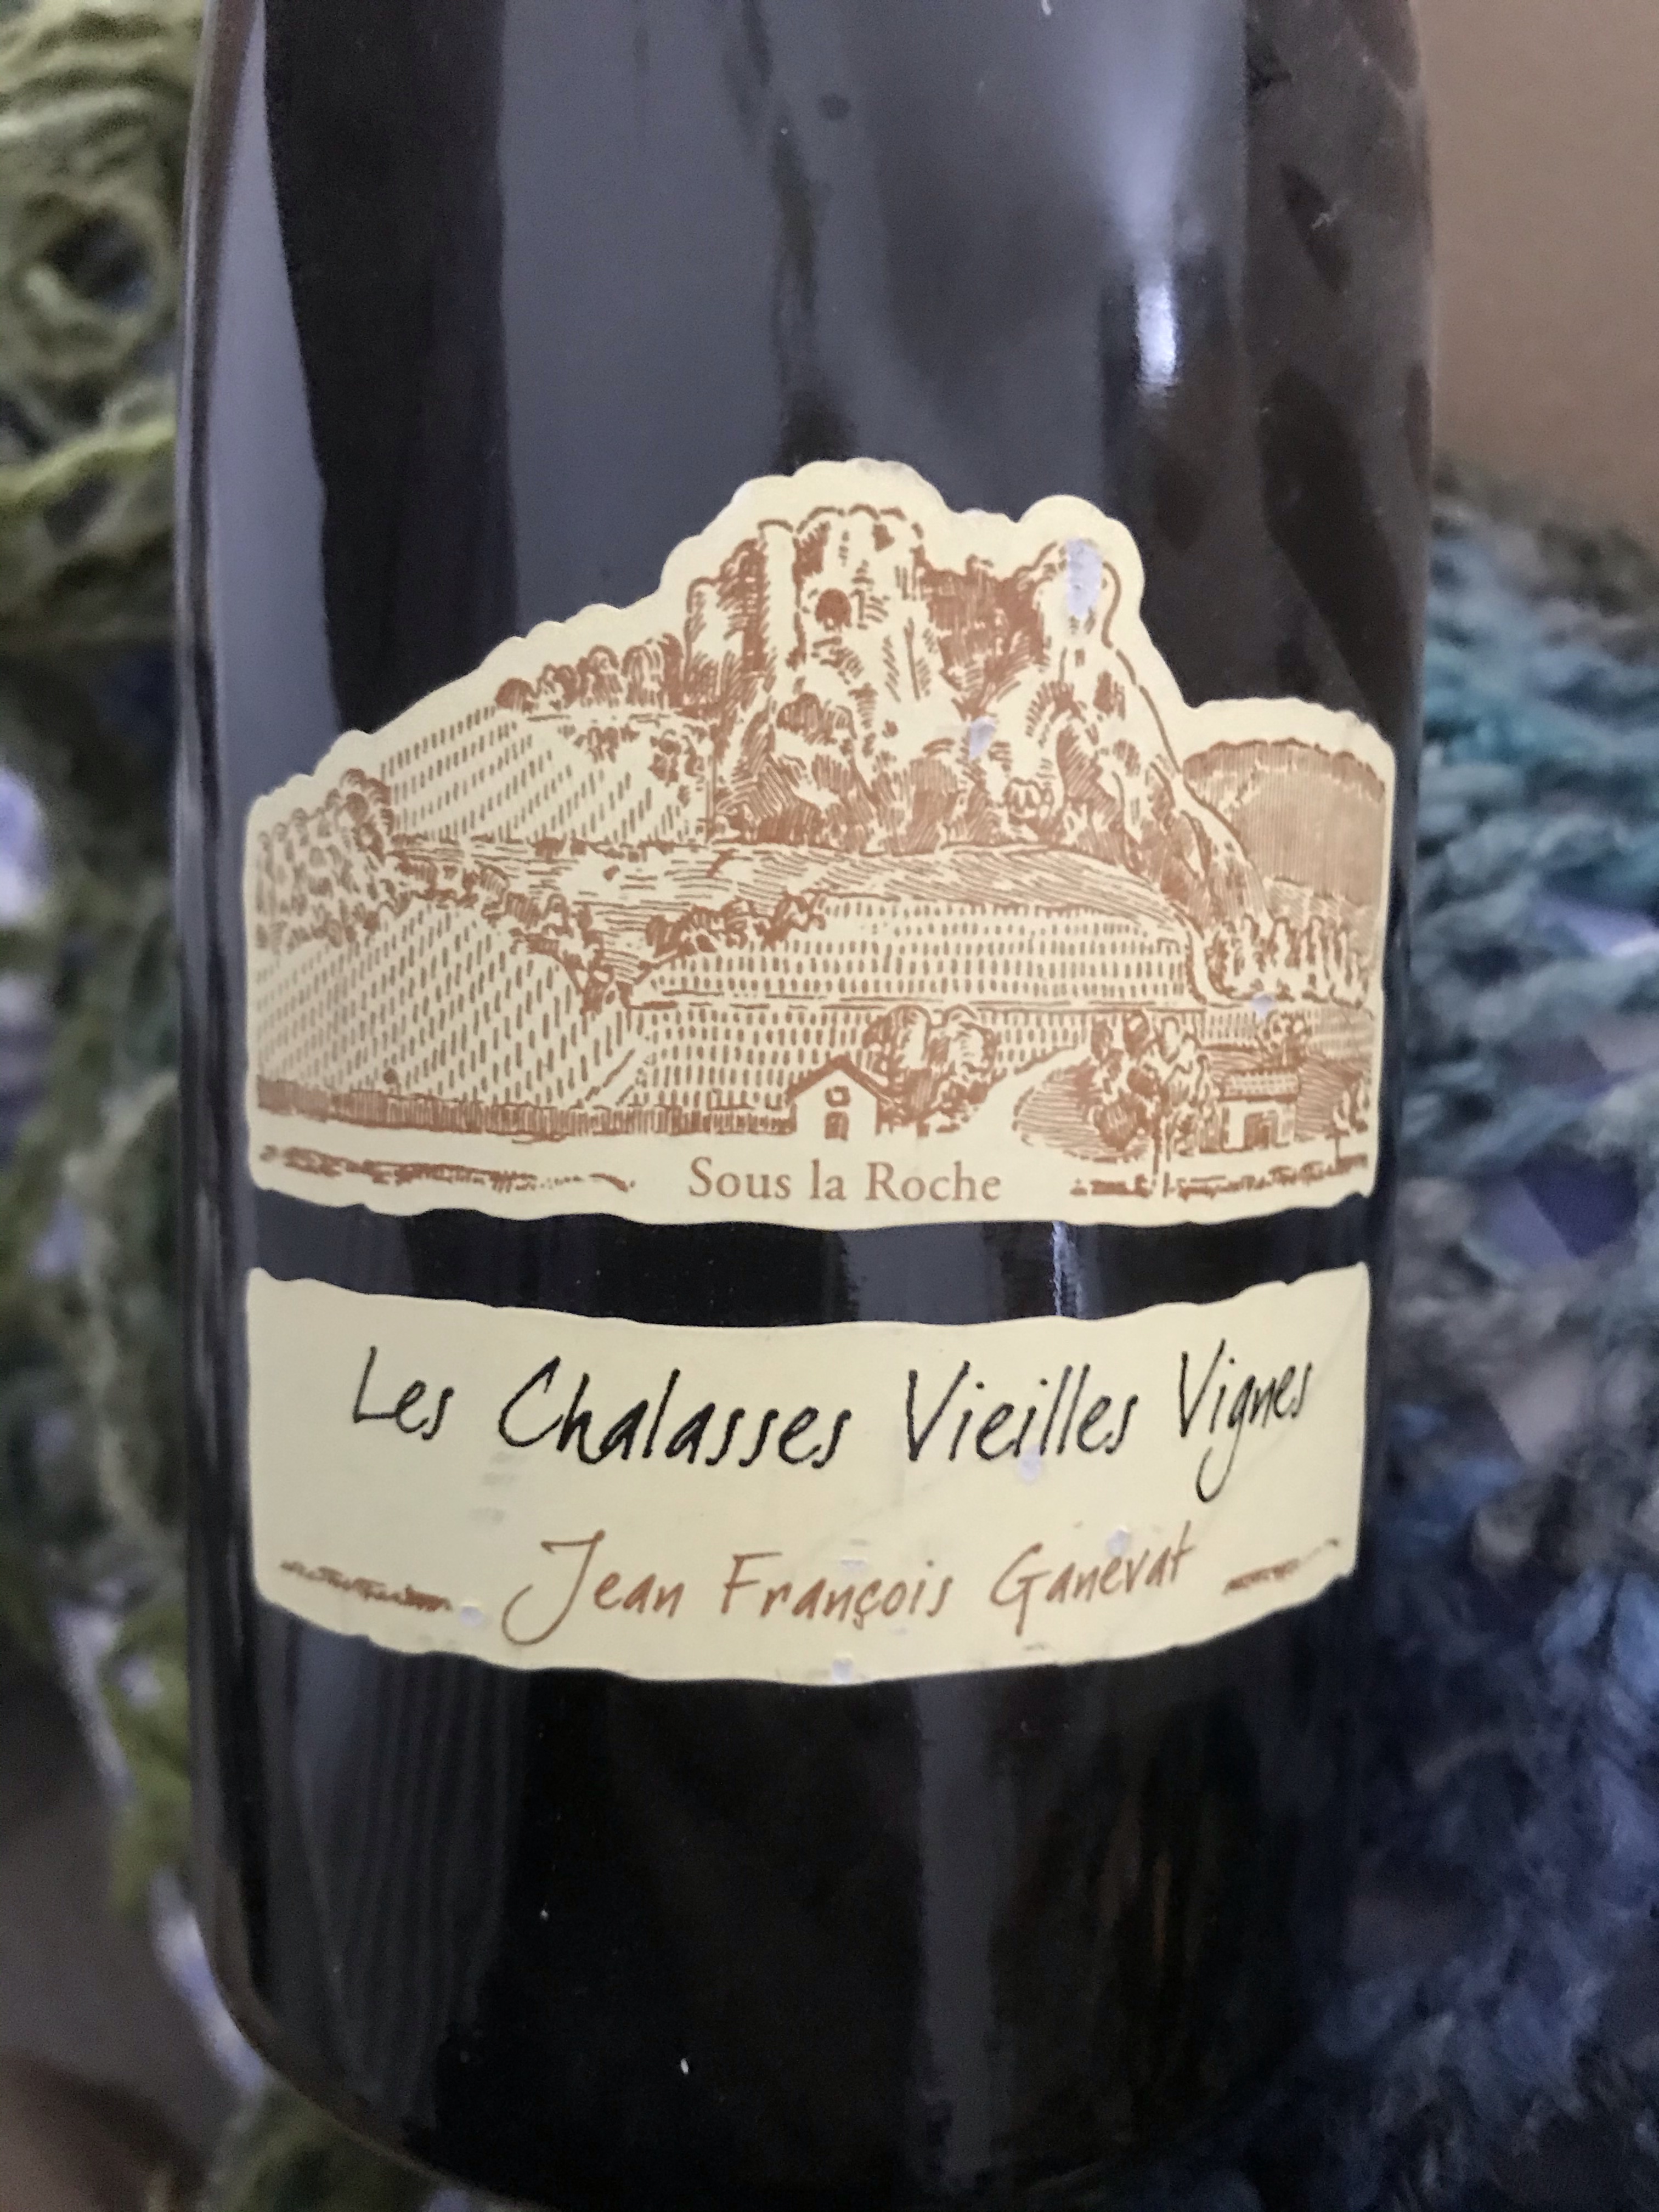 Sous la Roche
Les Chalasses Vieilles Vignes
Jean François Ganevat